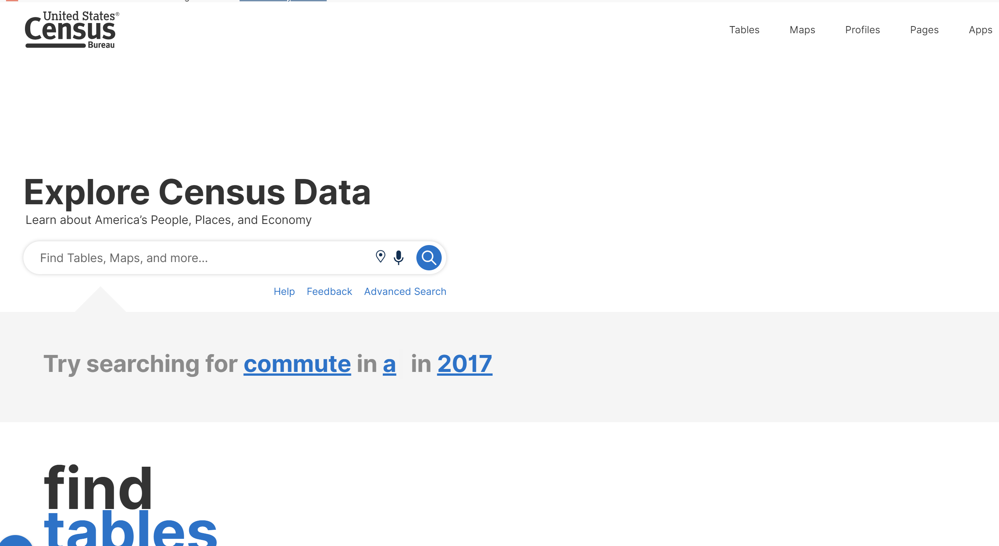 United States®
Census
Bureau
Tables Maps Profiles Pages Apps
Explore Census Data
Learn about America’s People, Places, and Economy
Find Tables, Maps, and more...
Help Feedback Advanced Search
Try searching for commute in a in 2017
find
tables